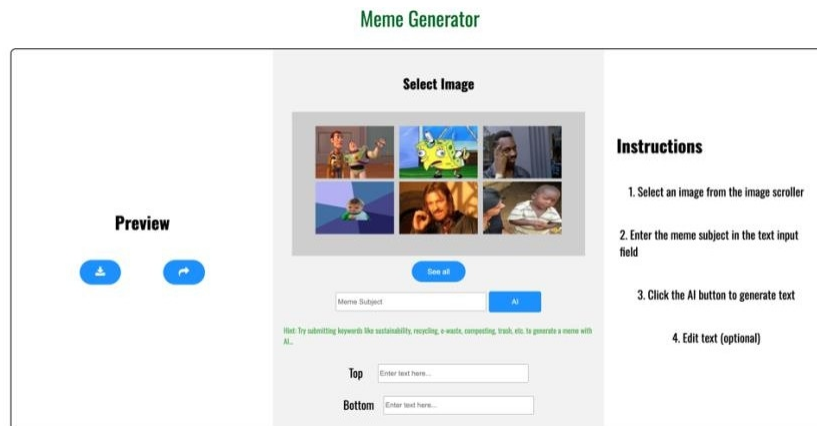 Meme Generator
Preview
Select Image
See all
Meme Subject
AI
Hint: Try submitting keywords like sustainability, recycling, e-waste, composting, trash, etc. to generate a meme with
AI...
Top
Enter text here...
Bottom
Enter text here...
Instructions
1. Select an image from the image scroller
2. Enter the meme subject in the text input
field
3. Click the AI button to generate text
4. Edit text (optional)